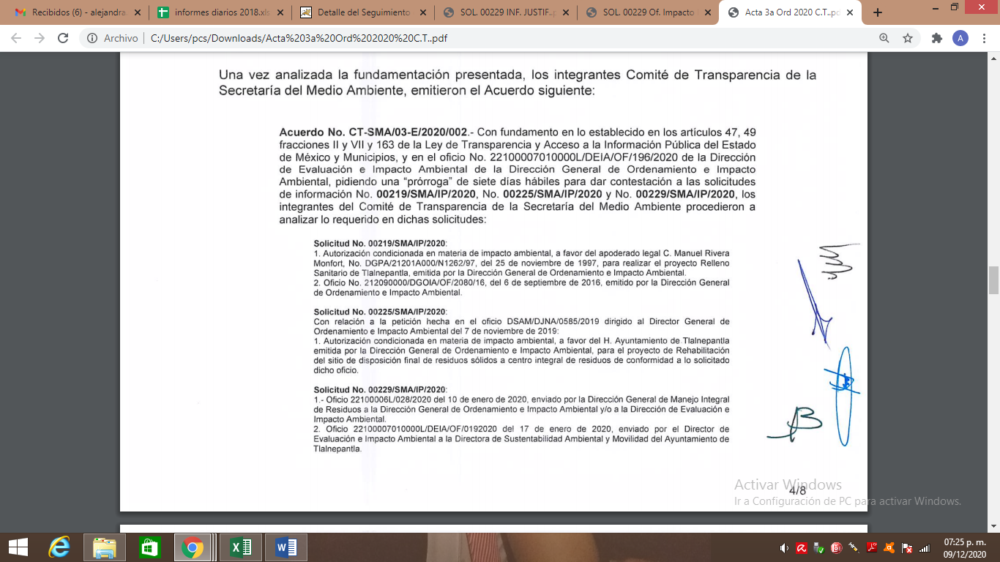 Recibidos (6) - alejandra
informes diarios 2018.xls
Detalle del Seguimiento
SOL. 00229 INF. JUSTIF..p
SOL. 00229 Of. Impacto
Acta 3a Ord 2020 C.T..pc
Archivo
C:/Users/pcs/Downloads/Acta%203a%20Ord%202020%20C.T..pdf
A
Una vez analizada la fundamentación presentada, los integrantes Comité de Transparencia de la
Secretaría del Medio Ambiente, emitieron el Acuerdo siguiente:
Acuerdo No. CT-SMA/03-E/2020/002.- Con fundamento en lo establecido en los artículos 47, 49
fracciones II y VII y 163 de la Ley de Transparencia y Acceso a la Información Pública del Estado
de México y Municipios, y en el oficio No. 22100007010000L/DEIA/OF/196/2020 de la Dirección
de Evaluación e Impacto Ambiental de la Dirección General de Ordenamiento e Impacto
Ambiental, pidiendo una “prórroga” de siete días hábiles para dar contestación a las solicitudes
de información No. 00219/SMA/IP/2020, No. 00225/SMA/IP/2020 y No. 00229/SMA/IP/2020, los
integrantes del Comité de Transparencia de la Secretaría del Medio Ambiente procedieron a
analizar lo requerido en dichas solicitudes:
Solicitud No. 00219/SMA/IP/2020:
1. Autorización condicionada en materia de impacto ambiental, a favor del apoderado legal C. Manuel Rivera
Monfort, No. DGPA/21201A000/N1262/97, del 25 de noviembre de 1997, para realizar el proyecto Relleno
Sanitario de Tlalnepantla, emitida por la Dirección General de Ordenamiento e Impacto Ambiental.
2. Oficio No. 212090000/DGOIA/OF/2080/16, del 6 de septiembre de 2016, emitido por la Dirección General
de Ordenamiento e Impacto Ambiental.
Solicitud No. 00225/SMA/IP/2020:
Con relación a la petición hecha en el oficio DSAM/DJNA/0585/2019 dirigido al Director General de
Ordenamiento e Impacto Ambiental del 7 de noviembre de 2019:
1. Autorización condicionada en materia de impacto ambiental, a favor del H. Ayuntamiento de Tlalnepantla
emitida por la Dirección General de Ordenamiento e Impacto Ambiental, para el proyecto de Rehabilitación
del sitio de disposición final de residuos sólidos a centro integral de residuos de conformidad a lo solicitado
dicho oficio.
Solicitud No. 00229/SMA/IP/2020:
1.- Oficio 22100006L/028/2020 del 10 de enero de 2020, enviado por la Dirección General de Manejo Integral
de Residuos a la Dirección General de Ordenamiento e Impacto Ambiental y/o a la Dirección de Evaluación e
Impacto Ambiental.
2. Oficio 22100007010000L/DEIA/OF/0192020 del 17 de enero de 2020, enviado por el Director de
Evaluación e Impacto Ambiental a la Directora de Sustentabilidad Ambiental y Movilidad del Ayuntamiento de
Tlalnepantla.
4/8
Activar Windows
Ir a Configuración de PC para activar Windows.
07:25 p. m.
09/12/2020